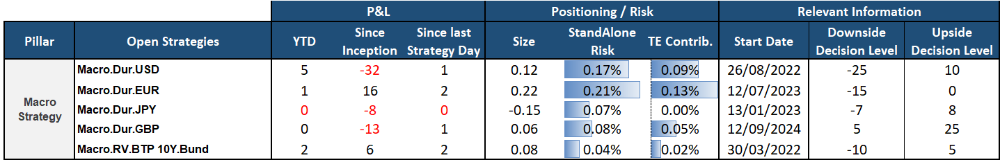 P&L Positioning / Risk Relevant Information
Pillar Open Strategies YTD Since Inception Since last Strategy Day Size StandAlone Risk TE Contrib. Start Date Downside Decision Level Upside Decision Level
Macro Strategy
Macro.Dur.USD 5 -32 1 0.12 0.17% 0.09% 26/08/2022 -25 10
Macro.Dur.EUR 1 16 2 0.22 0.21% 0.13% 12/07/2023 -15 0
Macro.Dur.JPY 0 -8 0 -0.15 0.07% 0.00% 13/01/2023 -7 8
Macro.Dur.GBP 0 -13 1 0.06 0.08% 0.05% 12/09/2024 5 25
Macro.RV.BTP 10Y.Bund 2 6 2 0.08 0.04% 0.02% 30/03/2022 -10 5